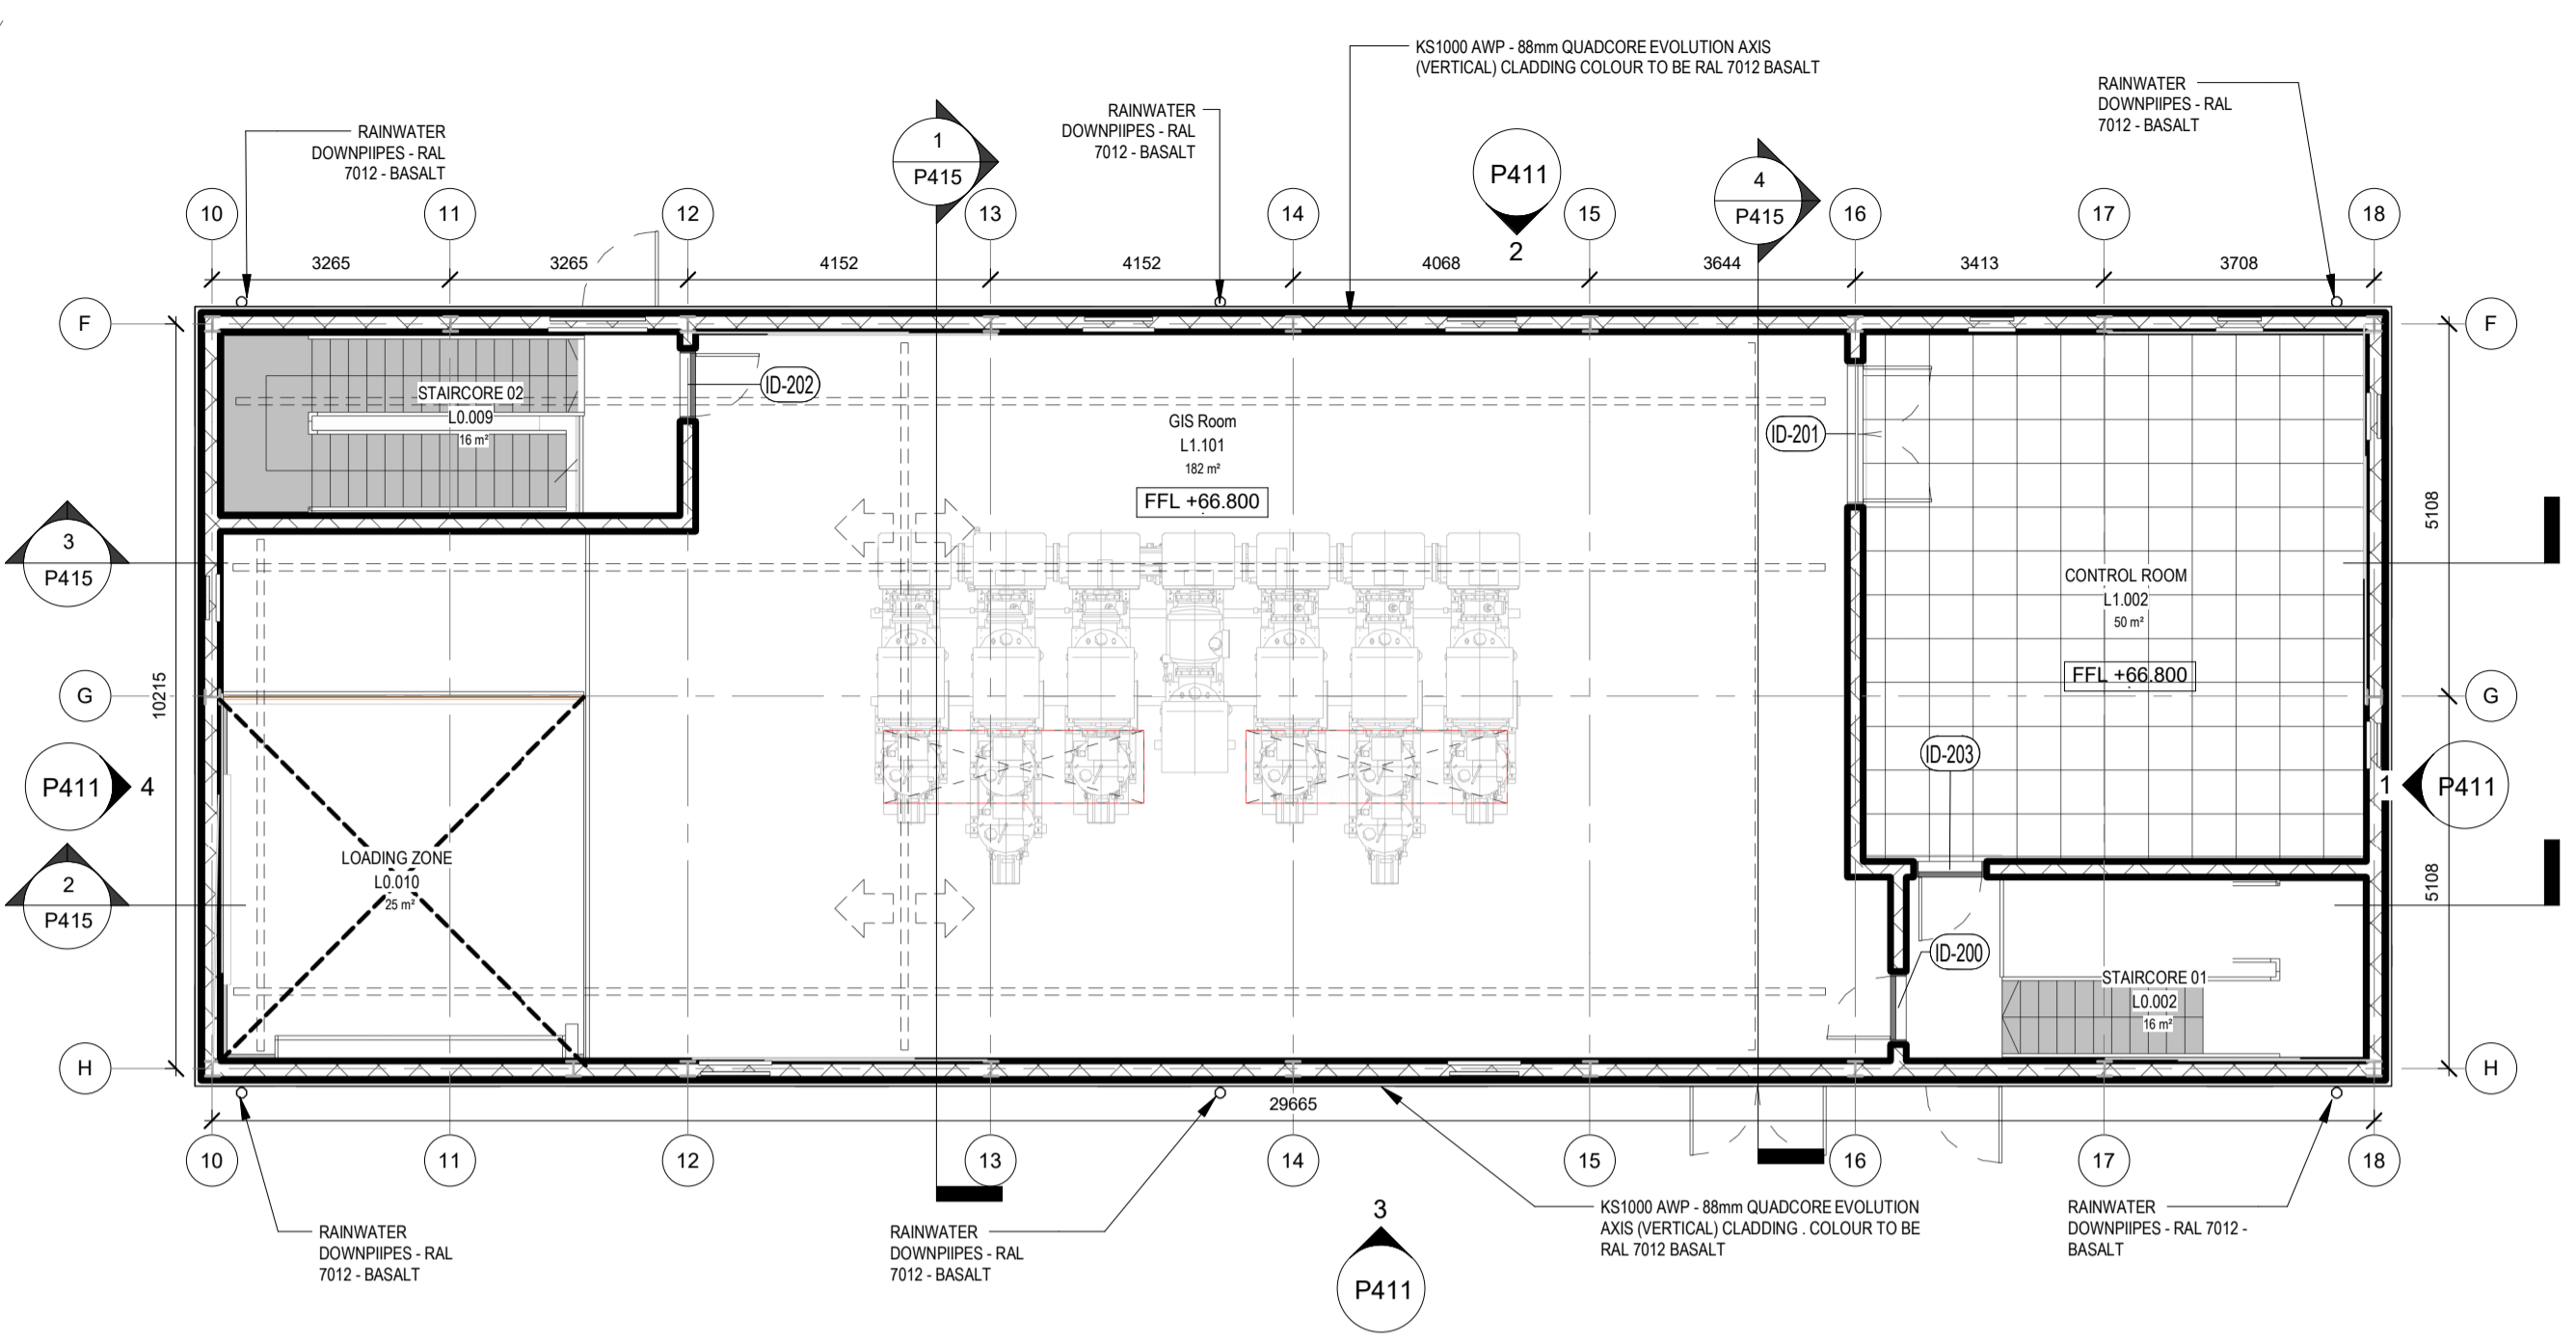 KS1000 AWP - 88mm QUADCORE EVOLUTION AXIS
(VERTICAL) CLADDING COLOUR TO BE RAL 7012 BASALT
RAINWATER
DOWNPIIPES - RAL
7012 - BASALT
RAINWATER
DOWNPIIPES - RAL
7012 - BASALT
RAINWATER
DOWNPIIPES - RAL
7012 - BASALT
1
P415
P411
2
4
P415
10
11
12
13
14
15
16
17
18
3265
3265
4152
4152
4068
3644
3413
3708
F
F
STAIRCORE 02
L0.009
16 m²
ID-202
GIS Room
L1.101
182 m²
FFL +66.800
ID-201
5108
3
P415
CONTROL ROOM
L1.002
50 m²
FFL +66.800
G
10215
G
P411
4
ID-203
1
P411
LOADING ZONE
L0.010
25 m²
2
P415
5108
ID-200
STAIRCORE 01
L0.002
16 m²
H
H
29665
10
11
12
13
14
15
16
17
18
RAINWATER
DOWNPIIPES - RAL
7012 - BASALT
RAINWATER
DOWNPIIPES - RAL
7012 - BASALT
3
P411
KS1000 AWP - 88mm QUADCORE EVOLUTION
AXIS (VERTICAL) CLADDING . COLOUR TO BE
RAL 7012 BASALT
RAINWATER
DOWNPIIPES - RAL 7012 -
BASALT